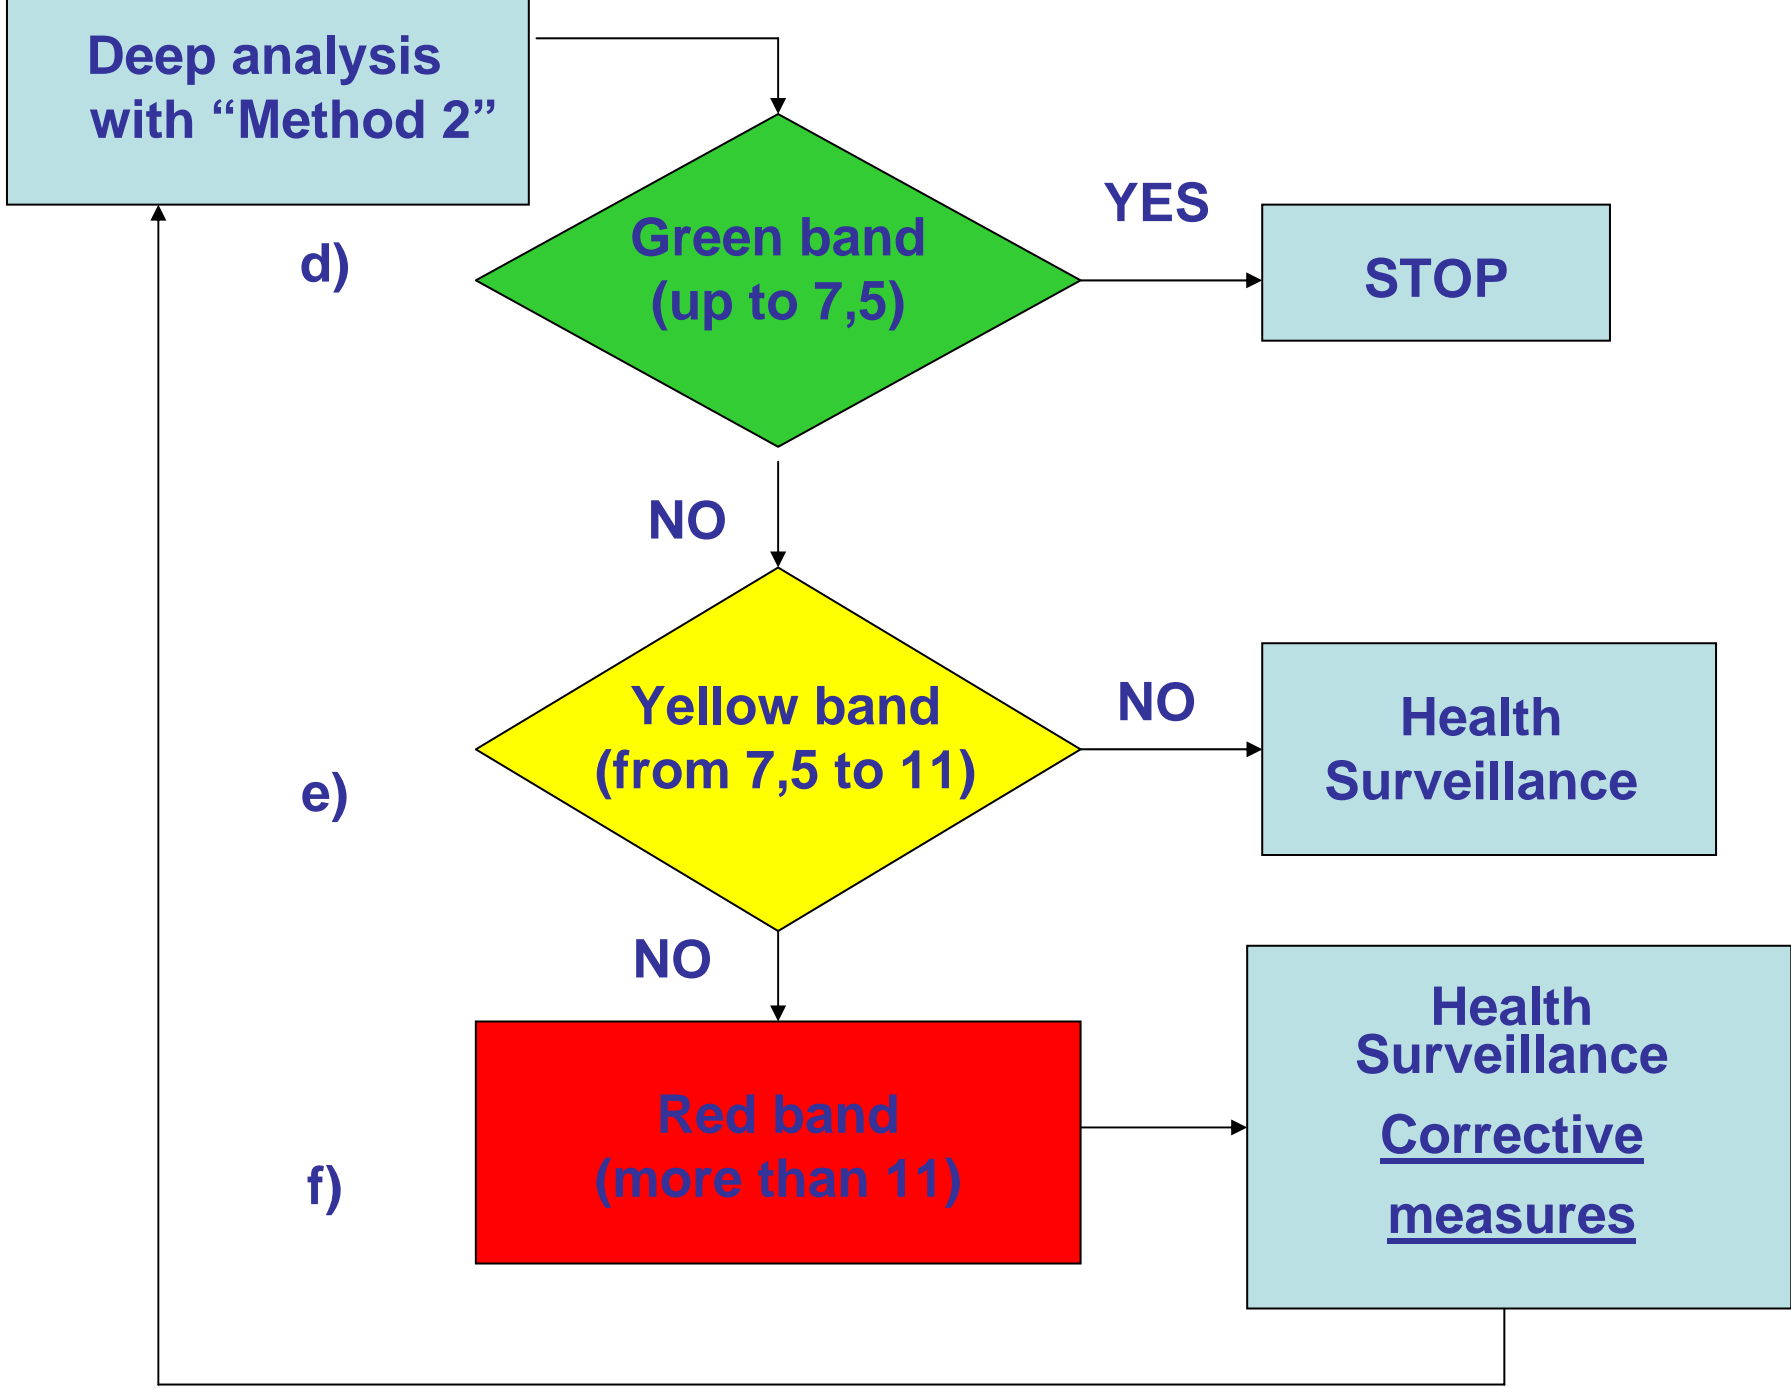 Deep analysis
with “Method 2”
d)
Green band
(up to 7,5)
YES
STOP
NO
e)
Yellow band
(from 7,5 to 11)
NO
Health
Surveillance
NO
f)
Red band
(more than 11)
Health
Surveillance
Corrective
measures